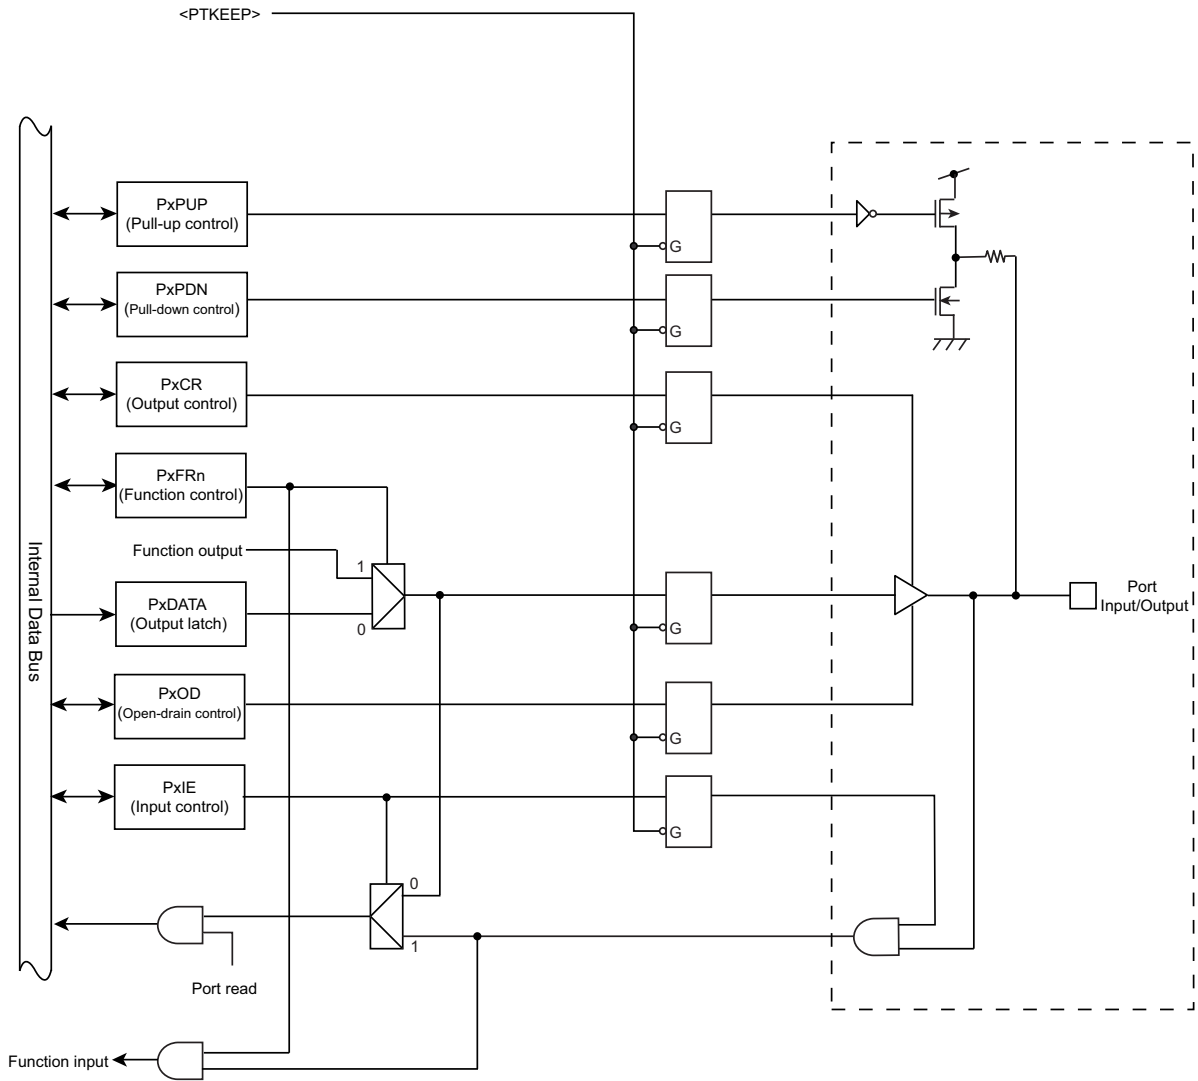 <PTKEEP>
PxPUP
(Pull-up control)
G
PxPDN
(Pull-down control)
G
PxCR
(Output control)
G
PxFRn
(Function control)
Function output
1
0
Internal Data Bus
PxDATA
(Output latch)
G
Port
Input/Output
PxOD
(Open-drain control)
G
PxIE
(Input control)
G
0
1
Port read
Function input